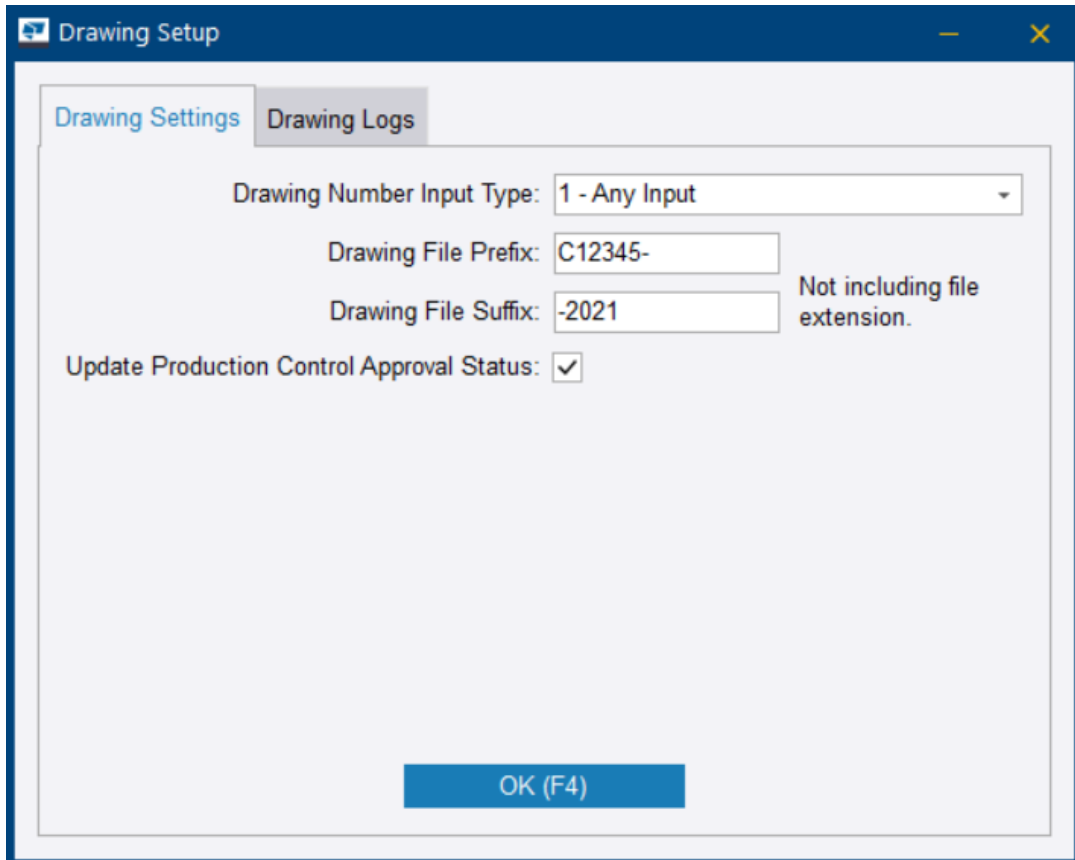 Drawing Setup
Drawing Settings
Drawing Logs
Drawing Number Input Type: 1 - Any Input
Drawing File Prefix: C12345-
Drawing File Suffix: -2021
Not including file
extension.
Update Production Control Approval Status:
OK (F4)